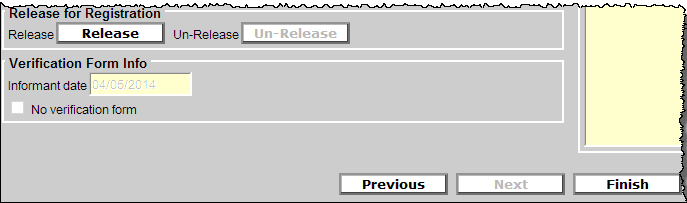 Release for Registration
Release Release Un-Release Un-Release
Verification Form Info
Informant date 04/05/2014
No verification form
Previous Next Finish